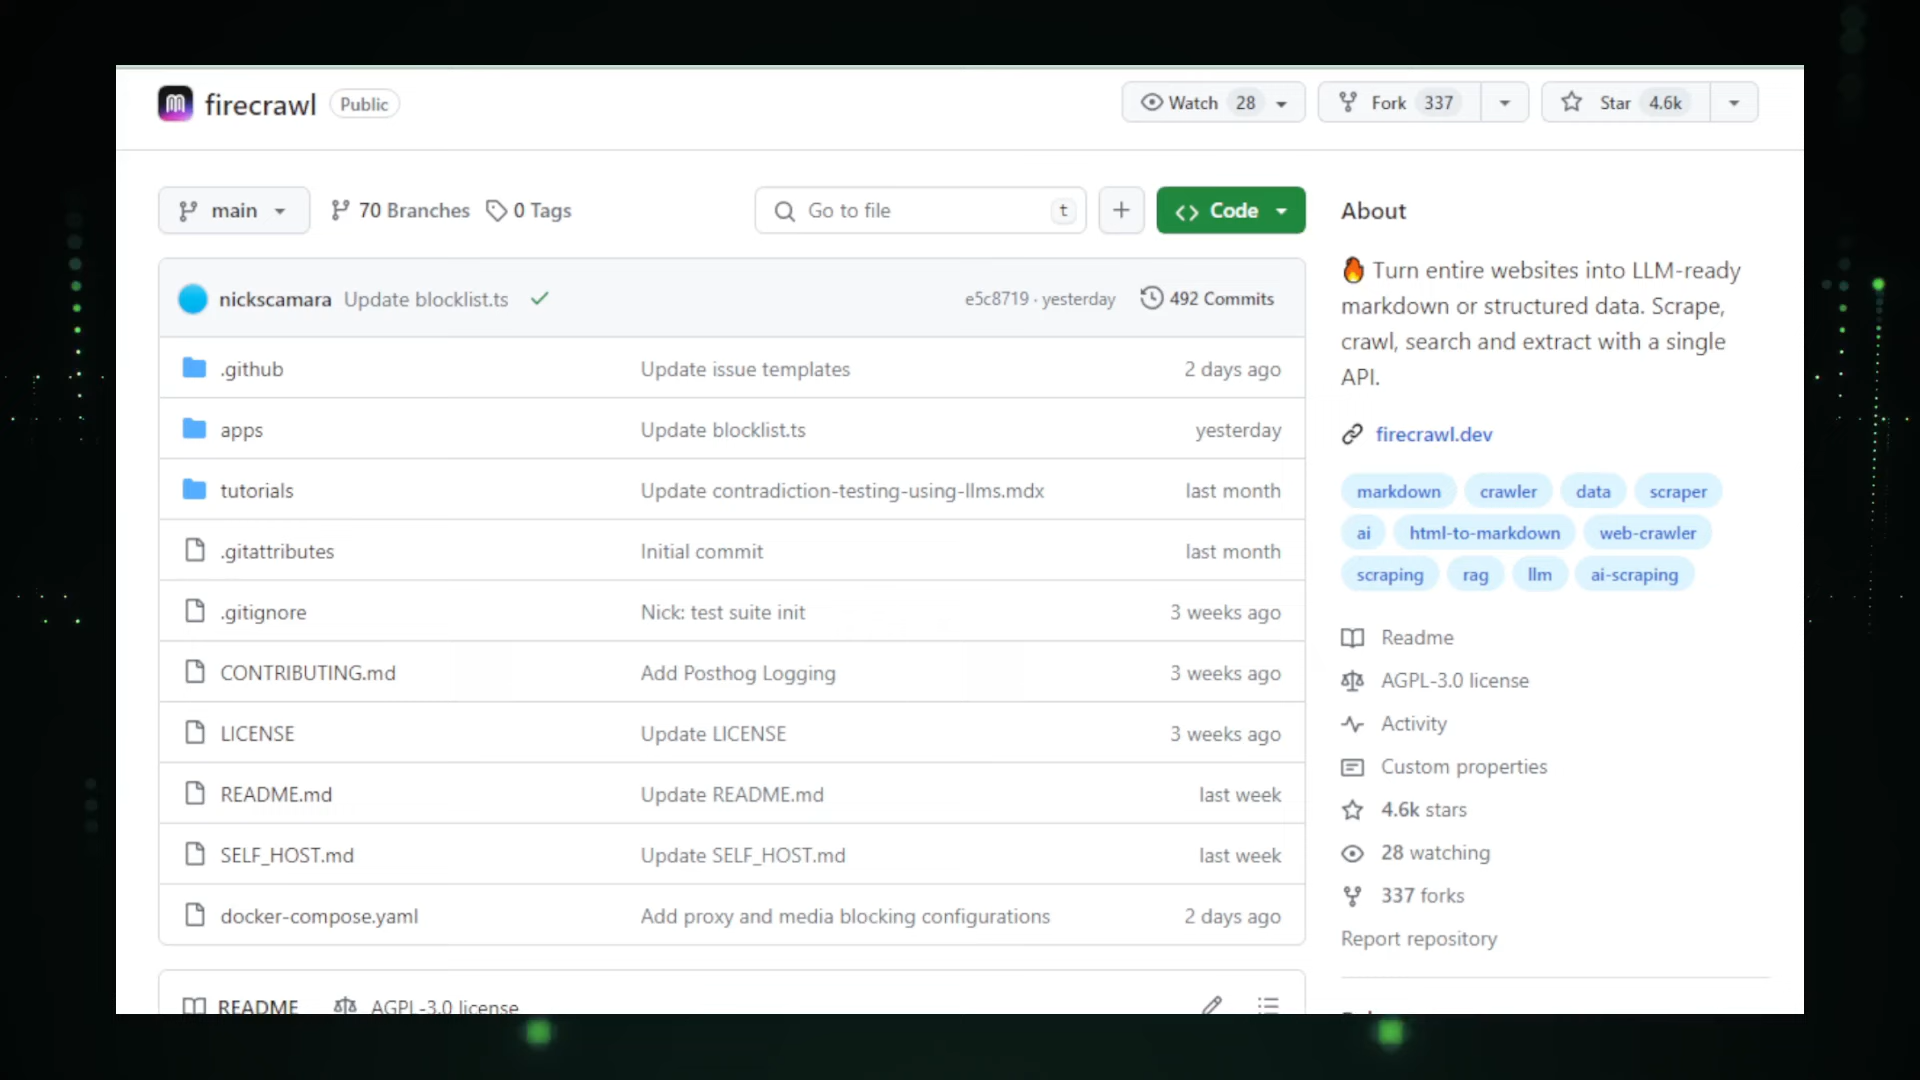 firecrawl Public Watch 28 Fork 337 Star 4.6k
main 70 Branches 0 Tags Go to file t Code
nickscamara Update blocklist.ts e5c8719 · yesterday 492 Commits
.github Update issue templates 2 days ago
apps Update blocklist.ts yesterday
tutorials Update contradiction-testing-using-llms.mdx last month
.gitattributes Initial commit last month
.gitignore Nick: test suite init 3 weeks ago
CONTRIBUTING.md Add Posthog Logging 3 weeks ago
LICENSE Update LICENSE 3 weeks ago
README.md Update README.md last week
SELF_HOST.md Update SELF_HOST.md last week
docker-compose.yaml Add proxy and media blocking configurations 2 days ago
README AGPL-3.0 license
About
🔥 Turn entire websites into LLM-ready
markdown or structured data. Scrape,
crawl, search and extract with a single
API.
firecrawl.dev
markdown crawler data scraper
ai html-to-markdown web-crawler
scraping rag llm ai-scraping
Readme
AGPL-3.0 license
Activity
Custom properties
4.6k stars
28 watching
337 forks
Report repository